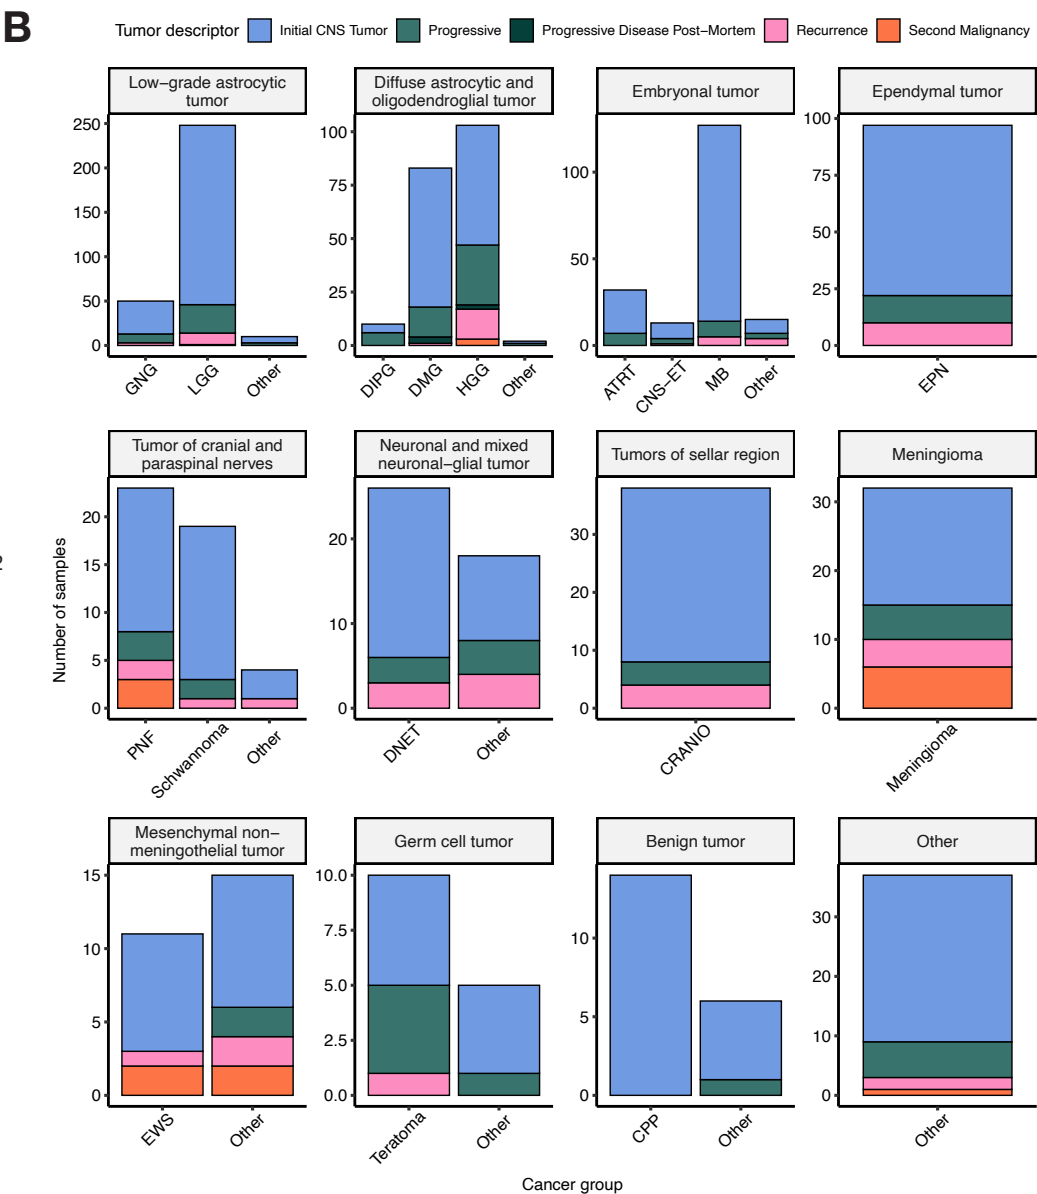 B
Tumor descriptor Initial CNS Tumor Progressive Progressive Disease Post−Mortem Recurrence Second Malignancy
Low−grade astrocytic
tumor
250
200
150
100
50
0
GNG LGG Other
Diffuse astrocytic and
oligodendroglial tumor
100
75
50
25
0
DIPG DMG HGG Other
Embryonal tumor
100
50
0
ATRT CNS−ET MB Other
Ependymal tumor
100
75
50
25
0
EPN
Number of samples
Tumor of cranial and
paraspinal nerves
20
15
10
5
0
PNF Schwannoma Other
Neuronal and mixed
neuronal−glial tumor
20
10
0
DNET Other
Tumors of sellar region
30
20
10
0
CRANIO
Meningioma
30
20
10
0
Meningioma
Mesenchymal non−
meningothelial tumor
15
10
5
0
EWS Other
Germ cell tumor
10.0
7.5
5.0
2.5
0.0
Teratoma Other
Benign tumor
10
5
0
CPP Other
Other
30
20
10
0
Other
Cancer group